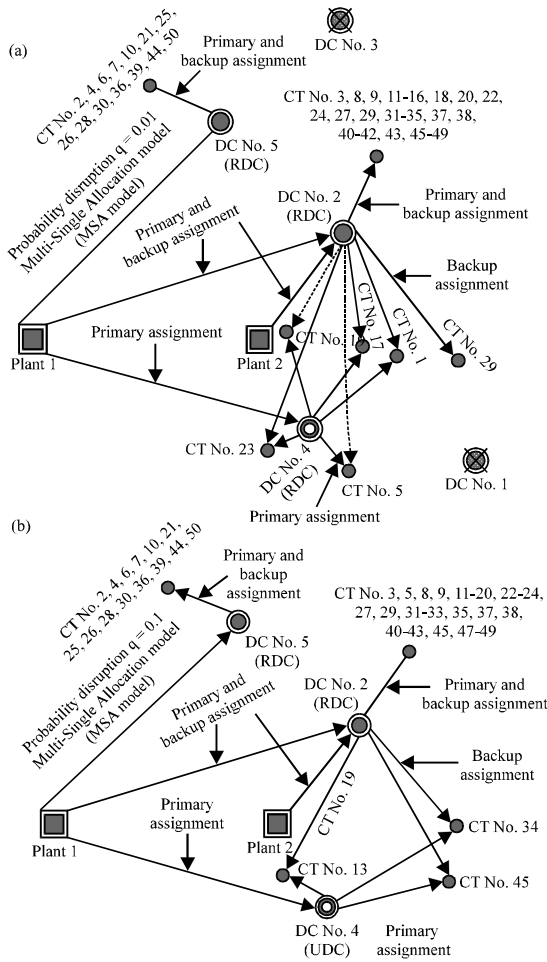 (a)
DC No. 3
CT No. 2, 4, 6, 7, 10, 21, 25,
26, 28, 30, 36, 39, 44, 50
Primary and
backup assignment
DC No. 5
(RDC)
CT No. 3, 8, 9, 11-16, 18, 20, 22,
24, 27, 29, 31-35, 37, 38,
40-42, 43, 45-49
Probability disruption q = 0.01
Multi-Single Allocation model
(MSA model)
DC No. 2
(RDC)
Primary and
backup assignment
Primary and
backup assignment
Backup
assignment
Primary assignment
Plant 1
Plant 2
CT No.
CT No. 17
CT No. 1
CT No. 29
CT No. 23
DC No. 4
(RDC)
CT No. 5
DC No. 1
Primary assignment
(b)
CT No. 2, 4, 6, 7, 10, 21,
25, 26, 28, 30, 36, 39, 44, 50
Primary and
backup assignment
DC No. 5
(RDC)
CT No. 3, 5, 8, 9, 11-20, 22-24,
27, 29, 31-33, 35, 37, 38,
40-43, 45, 47-49
Probability disruption q = 0.1
Multi-Single Allocation model
(MSA model)
DC No. 2
(RDC)
Primary and
backup assignment
Primary and
backup assignment
Backup
assignment
Primary
assignment
Plant 1
Plant 2
CT No. 19
CT No. 34
CT No. 13
CT No. 45
DC No. 4
(UDC)
Primary
assignment